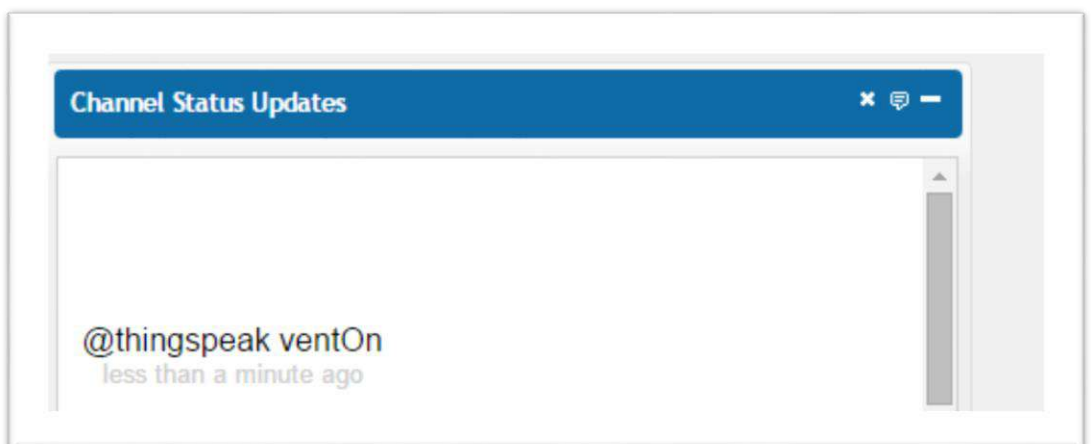 Channel Status Updates
@thingspeak ventOn
less than a minute ago